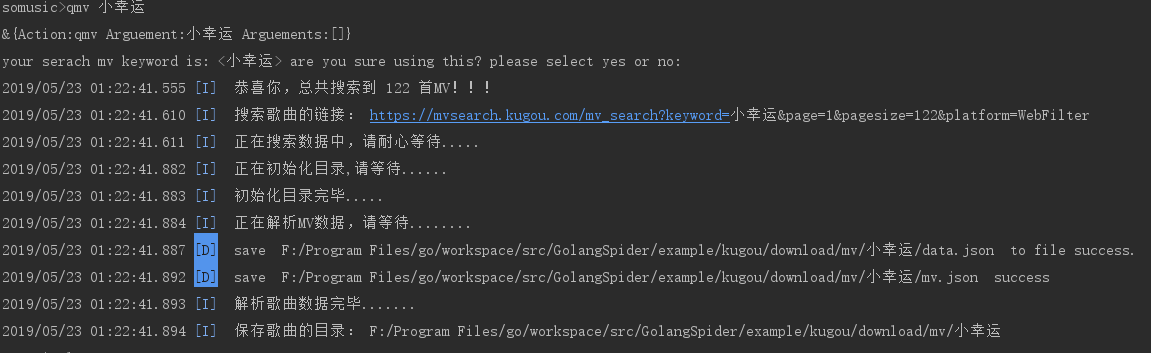 somusic>qmv 小幸运
&{Action:qmv Arguement:小幸运 Arguements:[]}
your serach mv keyword is: <小幸运> are you sure using this? please select yes or no:
2019/05/23 01:22:41.555 [I]  恭喜你，总共搜索到 122 首MV！！！
2019/05/23 01:22:41.610 [I]  搜索歌曲的链接： https://mvsearch.kugou.com/mv_search?keyword=小幸运&page=1&pagesize=122&platform=WebFilter
2019/05/23 01:22:41.611 [I]  正在搜索数据中，请耐心等待.....
2019/05/23 01:22:41.882 [I]  正在初始化目录,请等待......
2019/05/23 01:22:41.883 [I]  初始化目录完毕.....
2019/05/23 01:22:41.884 [I]  正在解析MV数据，请等待........
2019/05/23 01:22:41.887 [D]  save  F:/Program Files/go/workspace/src/GolangSpider/example/kugou/download/mv/小幸运/data.json  to file success.
2019/05/23 01:22:41.892 [D]  save  F:/Program Files/go/workspace/src/GolangSpider/example/kugou/download/mv/小幸运/mv.json  success
2019/05/23 01:22:41.893 [I]  解析歌曲数据完毕.......
2019/05/23 01:22:41.894 [I]  保存歌曲的目录： F:/Program Files/go/workspace/src/GolangSpider/example/kugou/download/mv/小幸运